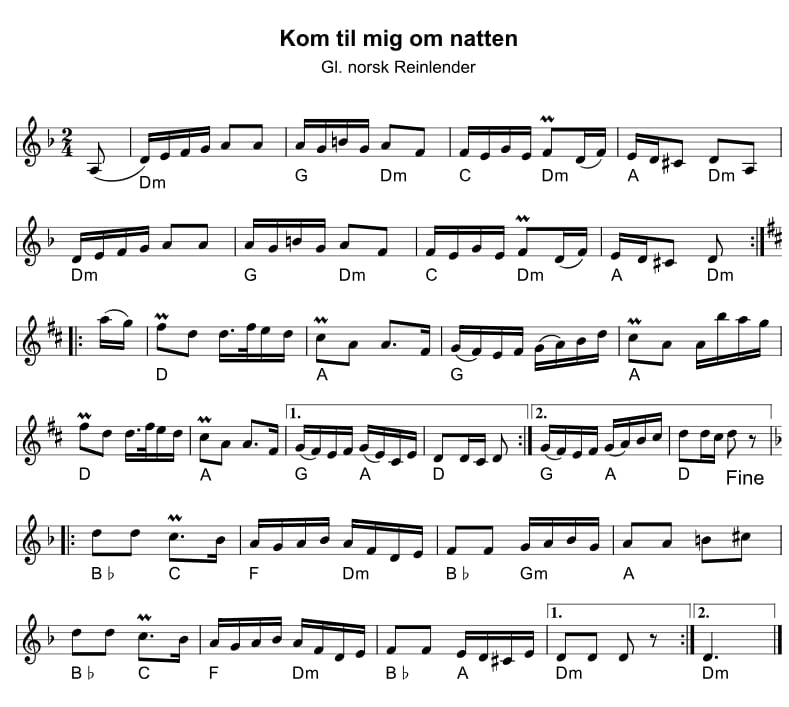 Kom til mig om natten
Gl. norsk Reinlender
2
4
Dm G Dm C Dm A Dm
Dm G Dm C Dm A Dm
D A G A
1. 2.
D A G A D G A D Fine
B♭ C F Dm B♭ Gm A
1. 2.
B♭ C F Dm B♭ A Dm Dm